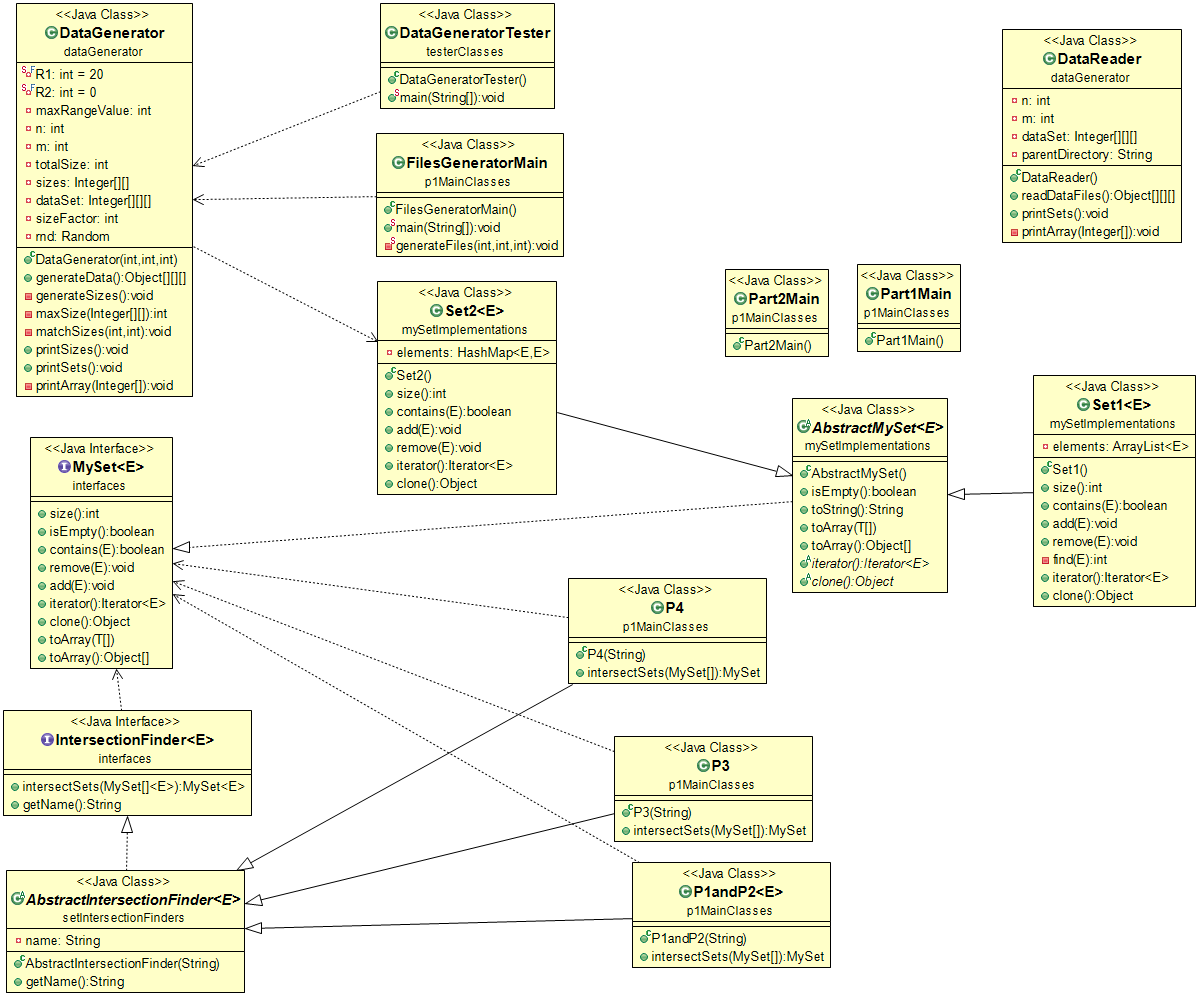 <<Java Class>>
DataGenerator
dataGenerator
R1: int = 20
R2: int = 0
maxRangeValue: int
n: int
m: int
totalSize: int
sizes: Integer[][]
dataSet: Integer[][][]
sizeFactor: int
rnd: Random
DataGenerator(int,int,int)
generateData():Object[][][]
generateSizes():void
maxSize(Integer[][]):int
matchSizes(int,int):void
printSizes():void
printSets():void
printArray(Integer[]):void
<<Java Class>>
DataGeneratorTester
testerClasses
DataGeneratorTester()
main(String[]):void
<<Java Class>>
FilesGeneratorMain
p1MainClasses
FilesGeneratorMain()
main(String[]):void
generateFiles(int,int,int):void
<<Java Class>>
DataReader
dataGenerator
n: int
m: int
dataSet: Integer[][][]
parentDirectory: String
DataReader()
readDataFiles():Object[][][]
printSets():void
printArray(Integer[]):void
<<Java Class>>
Set2<E>
mySetImplementations
elements: HashMap<E,E>
Set2()
size():int
contains(E):boolean
add(E):void
remove(E):void
iterator():Iterator<E>
clone():Object
<<Java Class>>
Part2Main
p1MainClasses
Part2Main()
<<Java Class>>
Part1Main
p1MainClasses
Part1Main()
<<Java Class>>
AbstractMySet<E>
mySetImplementations
AbstractMySet()
isEmpty():boolean
toString():String
toArray(T[])
toArray():Object[]
iterator():Iterator<E>
clone():Object
<<Java Class>>
Set1<E>
mySetImplementations
elements: ArrayList<E>
Set1()
size():int
contains(E):boolean
add(E):void
remove(E):void
find(E):int
iterator():Iterator<E>
clone():Object
<<Java Interface>>
MySet<E>
interfaces
size():int
isEmpty():boolean
contains(E):boolean
remove(E):void
add(E):void
iterator():Iterator<E>
clone():Object
toArray(T[])
toArray():Object[]
<<Java Class>>
P4
p1MainClasses
P4(String)
intersectSets(MySet[]):MySet
<<Java Interface>>
IntersectionFinder<E>
interfaces
intersectSets(MySet[]<E>):MySet<E>
getName():String
<<Java Class>>
P3
p1MainClasses
P3(String)
intersectSets(MySet[]):MySet
<<Java Class>>
AbstractIntersectionFinder<E>
setIntersectionFinders
name: String
AbstractIntersectionFinder(String)
getName():String
<<Java Class>>
P1andP2<E>
p1MainClasses
P1andP2(String)
intersectSets(MySet[]):MySet